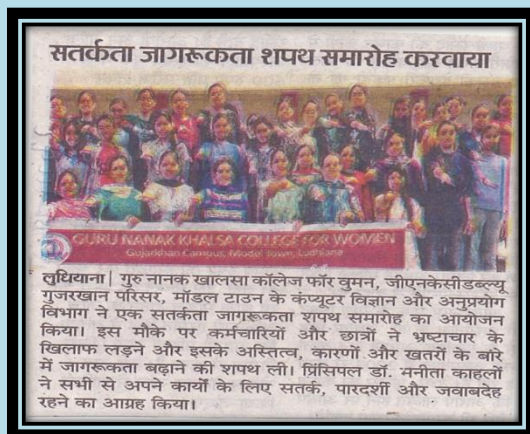 सतर्कता जागरूकता शपथ समारोह करवाया
GURU NANAK KHALSA COLLEGE FOR WOMEN
Gujarkhan Campus, Model Town, Ludhiana
लुधियाना| गुरु नानक खालसा कॉलेज फॉर वुमन, जीएनकेसीडब्ल्यू
गुजरखान परिसर, मॉडल टाउन के कंप्यूटर विज्ञान और अनुप्रयोग
विभाग ने एक सतर्कता जागरूकता शपथ समारोह का आयोजन
किया। इस मौके पर कर्मचारियों और छात्रों ने भ्रष्टाचार के
खिलाफ लड़ने और इसके अस्तित्व, कारणों और खतरों के बारे
में जागरूकता बढ़ाने की शपथ ली। प्रिंसिपल डॉ. मनीता काहलों
ने सभी से अपने कार्यों के लिए सतर्क, पारदर्शी और जवाबदेह
रहने का आग्रह किया।